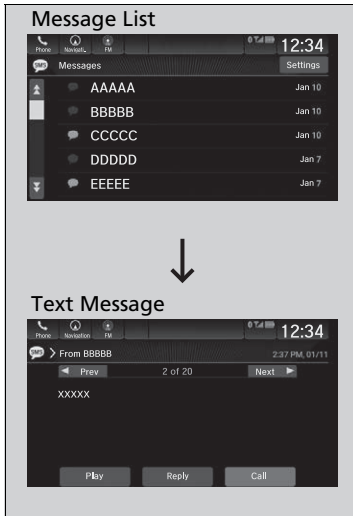 Message List
Phone Navigati.. FM 12:34
SMS Messages Settings
AAAAA Jan 10
BBBBB Jan 10
CCCCC Jan 10
DDDDD Jan 7
EEEEE Jan 7
Text Message
Phone Navigation FM 12:34
SMS From BBBBB 2:37 PM, 01/11
Prev 2 of 20 Next
XXXXX
Play Reply Call